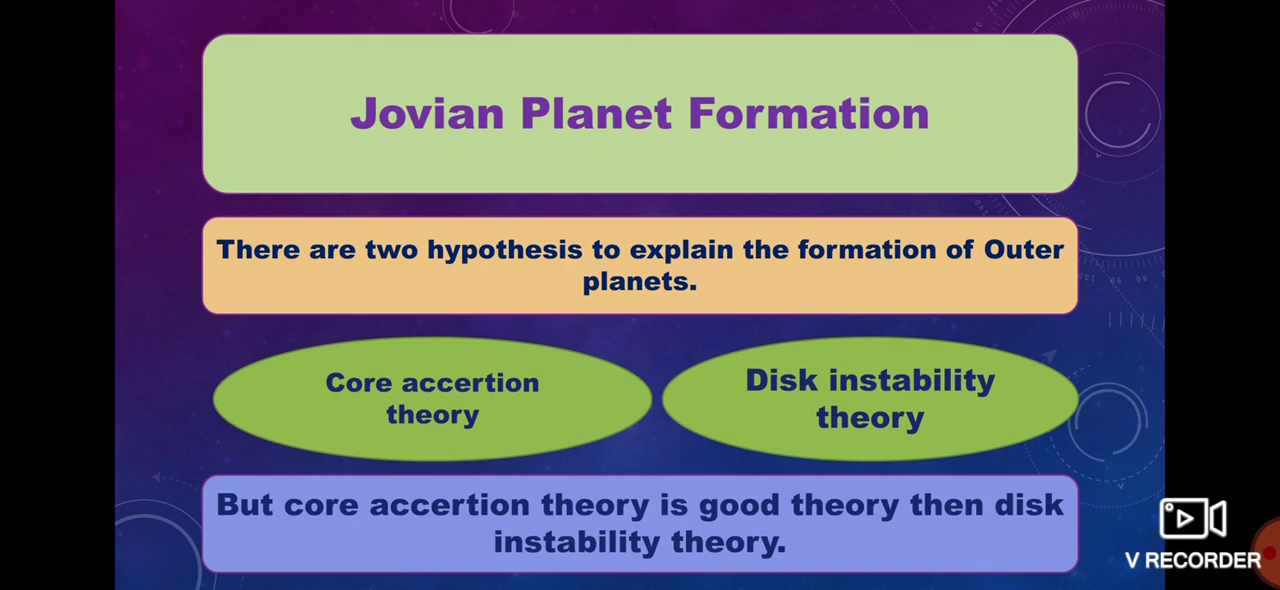 Jovian Planet Formation
There are two hypothesis to explain the formation of Outer
planets.
Core accertion
theory
Disk instability
theory
But core accertion theory is good theory then disk
instability theory.
V RECORDER